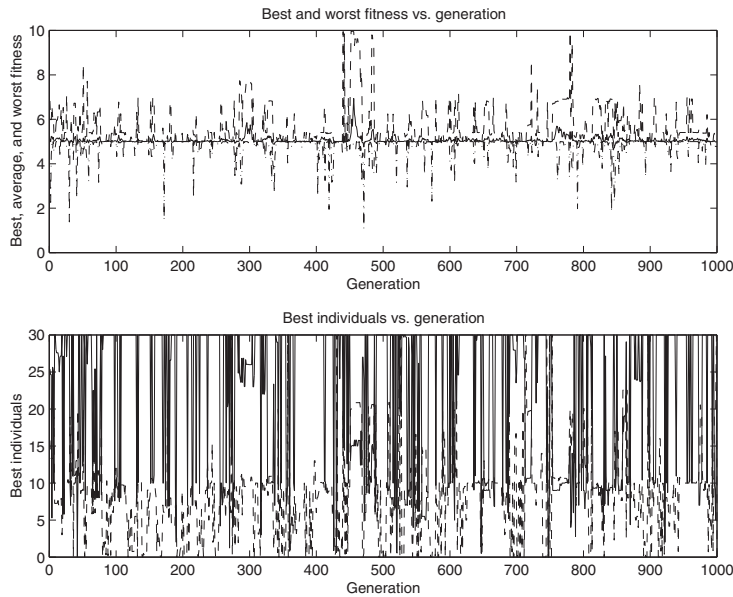 Best and worst fitness vs. generation
Best, average, and worst fitness
10
8
6
4
2
0
0 100 200 300 400 500 600 700 800 900 1000
Generation
Best individuals vs. generation
Best individuals
30
25
20
15
10
5
0
0 100 200 300 400 500 600 700 800 900 1000
Generation